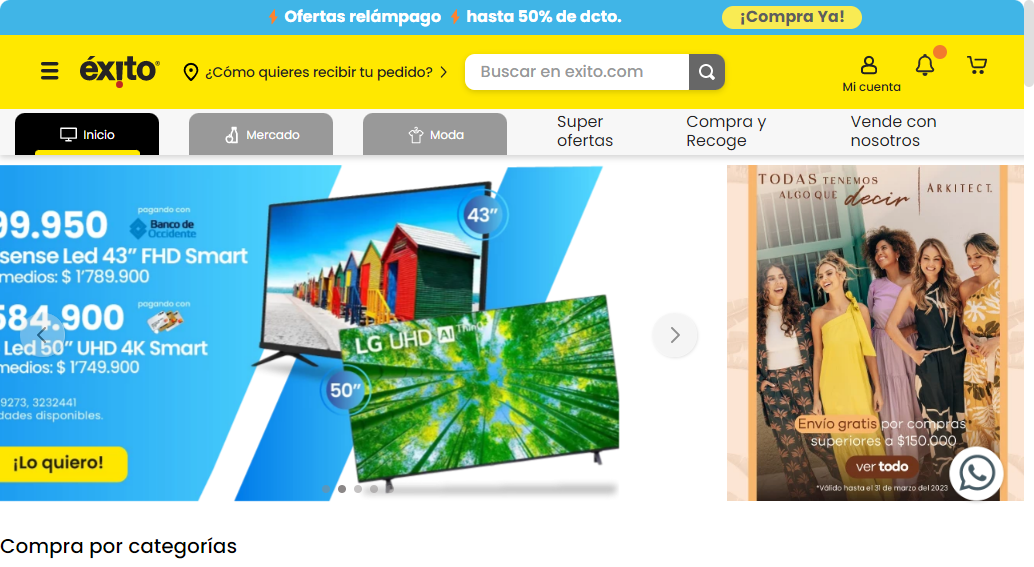 Ofertas relámpago hasta 50% de dcto.
¡Compra Ya!
éxito
¿Cómo quieres recibir tu pedido?
Buscar en exito.com
Mi cuenta
Inicio
Mercado
Moda
Super ofertas
Compra y Recoge
Vende con nosotros
99.950
pagando con
Banco de Occidente
sense Led 43” FHD Smart
medios: $ 1'789.900
584.900
pagando con
Led 50” UHD 4K Smart
medios: $ 1'749.900
9273, 3232441
dades disponibles.
¡Lo quiero!
43”
LG UHD AI ThinQ
50”
TODAS TENEMOS
ALGO QUE decir
ARKITECT.
Envío gratis por compras
superiores a $150.000
ver todo
*Válido hasta el 31 de marzo del 2023
Compra por categorías